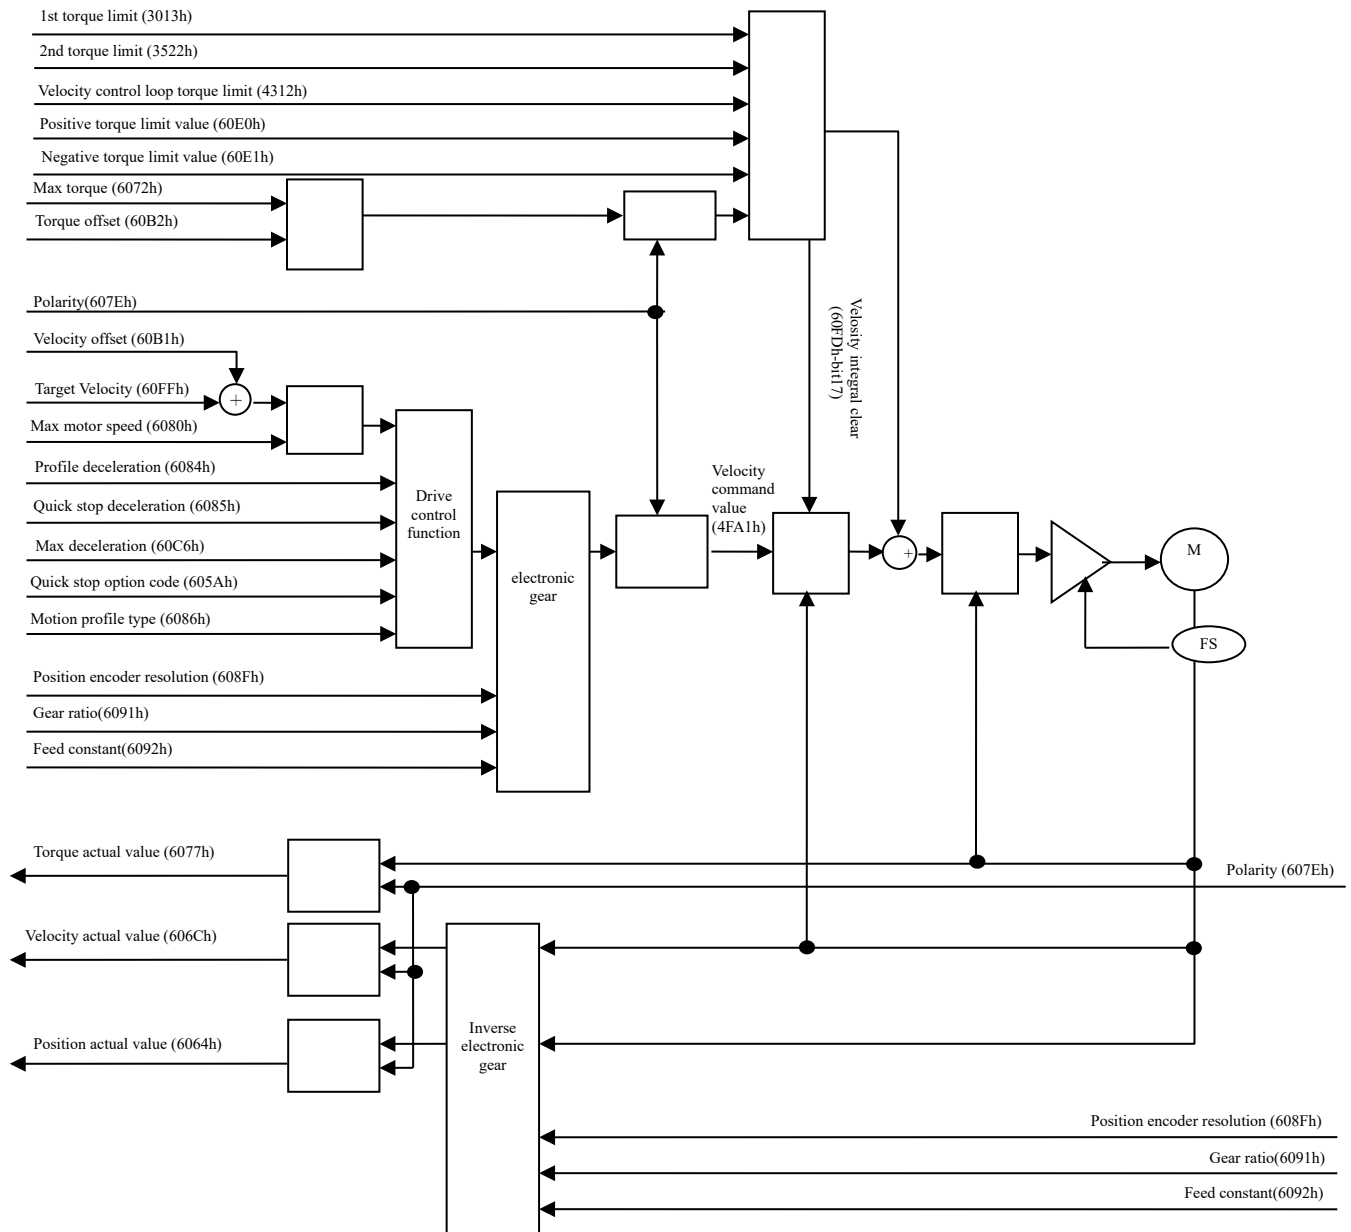 1st torque limit (3013h)
2nd torque limit (3522h)
Velocity control loop torque limit (4312h)
Positive torque limit value (60E0h)
Negative torque limit value (60E1h)
Max torque (6072h)
Torque offset (60B2h)
Polarity(607Eh)
Velocity offset (60B1h)
Target Velocity (60FFh)
+
Max motor speed (6080h)
Profile deceleration (6084h)
Quick stop deceleration (6085h)
Max deceleration (60C6h)
Quick stop option code (605Ah)
Motion profile type (6086h)
Drive
control
function
Position encoder resolution (608Fh)
Gear ratio(6091h)
Feed constant(6092h)
electronic
gear
Velocity
command
value
(4FA1h)
Velosity integral clear
(60FDh-bit17)
+
M
FS
Torque actual value (6077h)
Polarity (607Eh)
Velocity actual value (606Ch)
Position actual value (6064h)
Inverse
electronic
gear
Position encoder resolution (608Fh)
Gear ratio(6091h)
Feed constant(6092h)